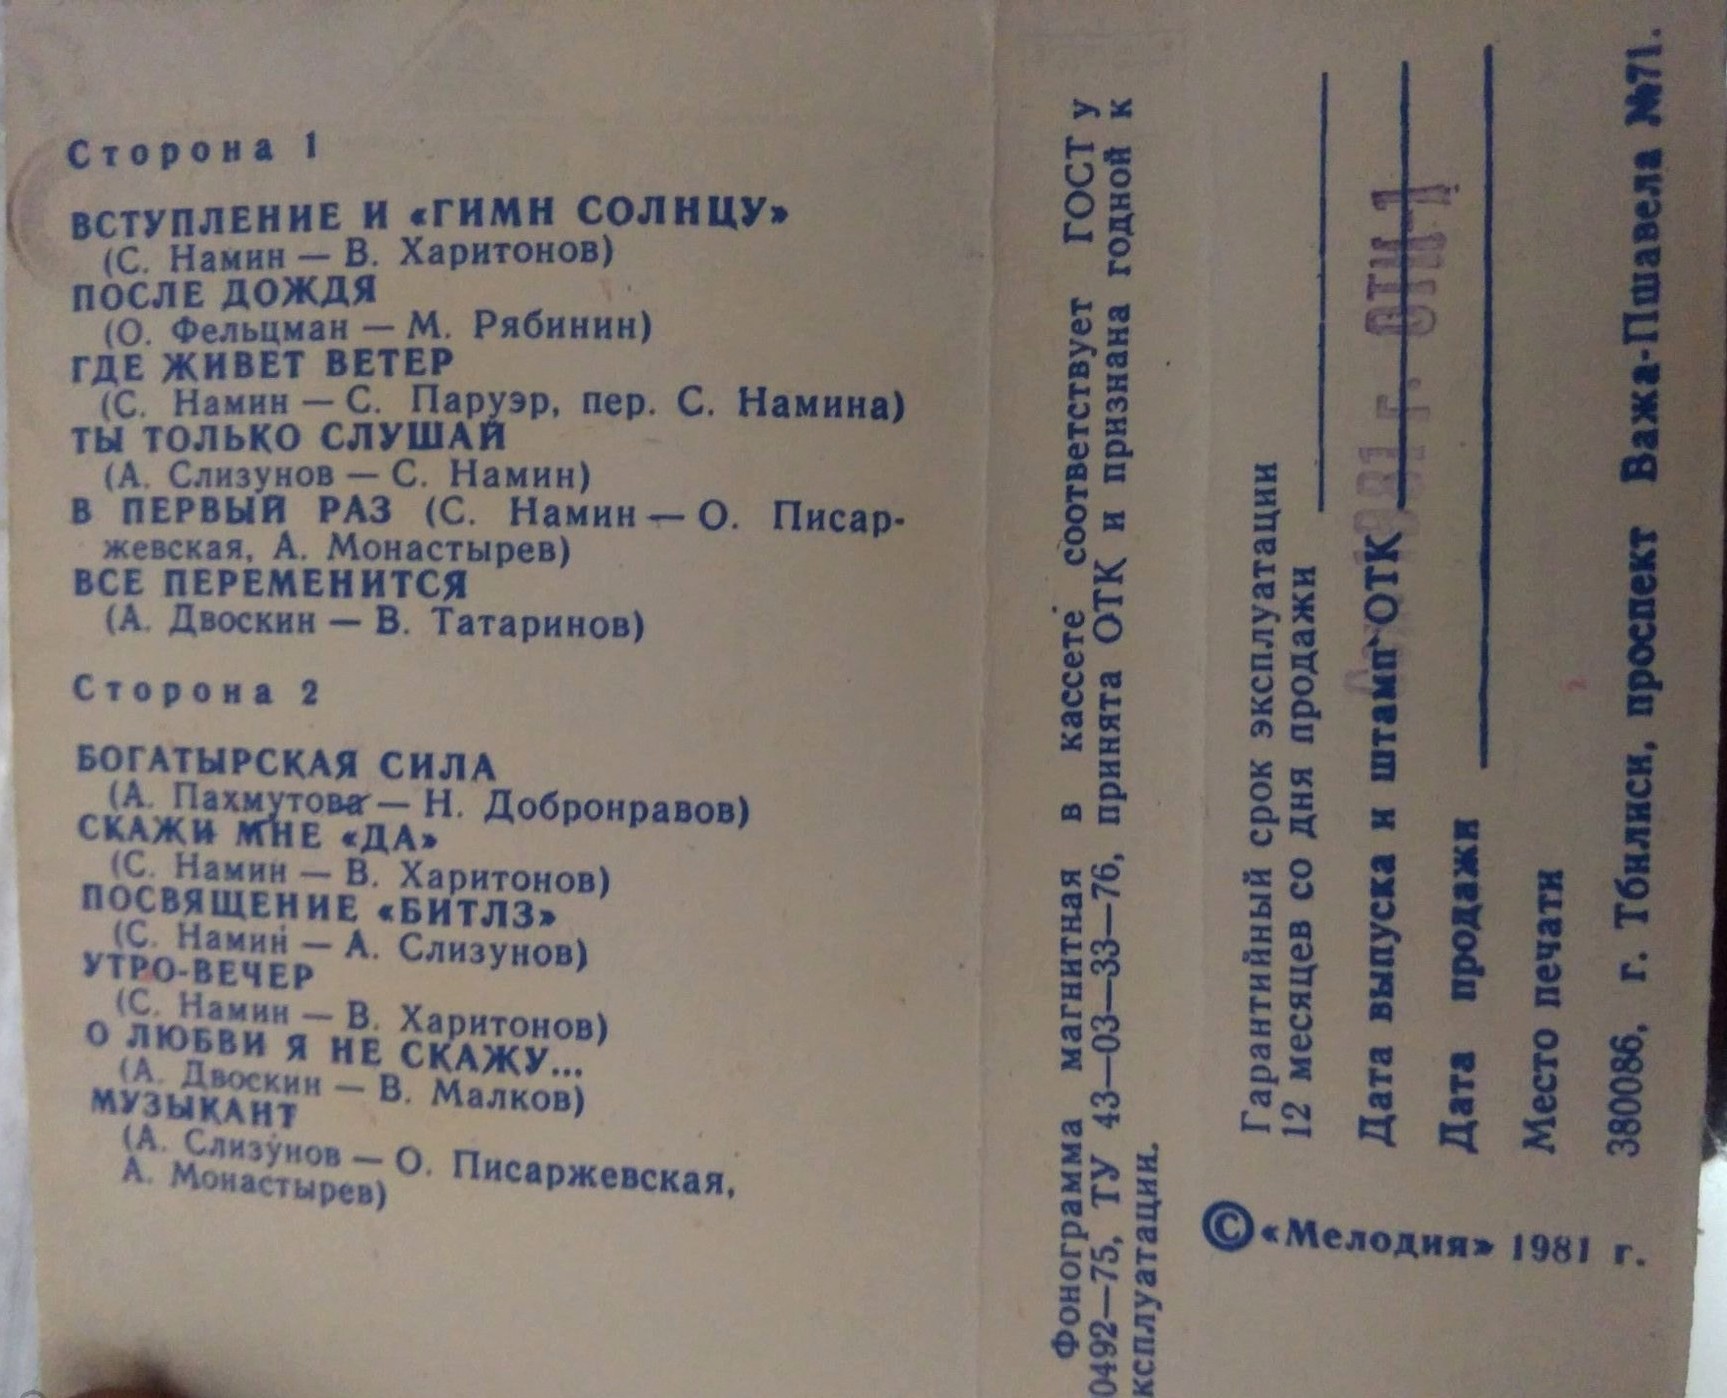 Сторона 1
ВСТУПЛЕНИЕ И «ГИМН СОЛНЦУ»
(С. Намин — В. Харитонов)
ПОСЛЕ ДОЖДЯ
(О. Фельцман — М. Рябинин)
ГДЕ ЖИВЕТ ВЕТЕР
(С. Намин — С. Паруэр, пер. С. Намина)
ТЫ ТОЛЬКО СЛУШАЙ
(А. Слизунов — С. Намин)
В ПЕРВЫЙ РАЗ (С. Намин — О. Писар-
жевская, А. Монастырев)
ВСЕ ПЕРЕМЕНИТСЯ
(А. Двоскин — В. Татаринов)
Сторона 2
БОГАТЫРСКАЯ СИЛА
(А. Пахмутова — Н. Добронравов)
СКАЖИ МНЕ «ДА»
(С. Намин — В. Харитонов)
ПОСВЯЩЕНИЕ «БИТЛЗ»
(С. Намин — А. Слизунов)
УТРО-ВЕЧЕР
(С. Намин — В. Харитонов)
О ЛЮБВИ Я НЕ СКАЖУ...
(А. Двоскин — В. Малков)
МУЗЫКАНТ
(А. Слизунов — О. Писаржевская,
А. Монастырев)
Фонограмма магнитная в кассете соответствует ГОСТ у
0492—75, ТУ 43—03—33—76, принята ОТК и признана годной к
ксплуатации.
Гарантийный срок эксплуатации
12 месяцев со дня продажи
Дата выпуска и штамп ОТК
1981 г. ОТН-1
Дата продажи
Место печати
380086, г. Тбилиси, проспект Важа-Пшавела №71.
© «Мелодия» 1981 г.